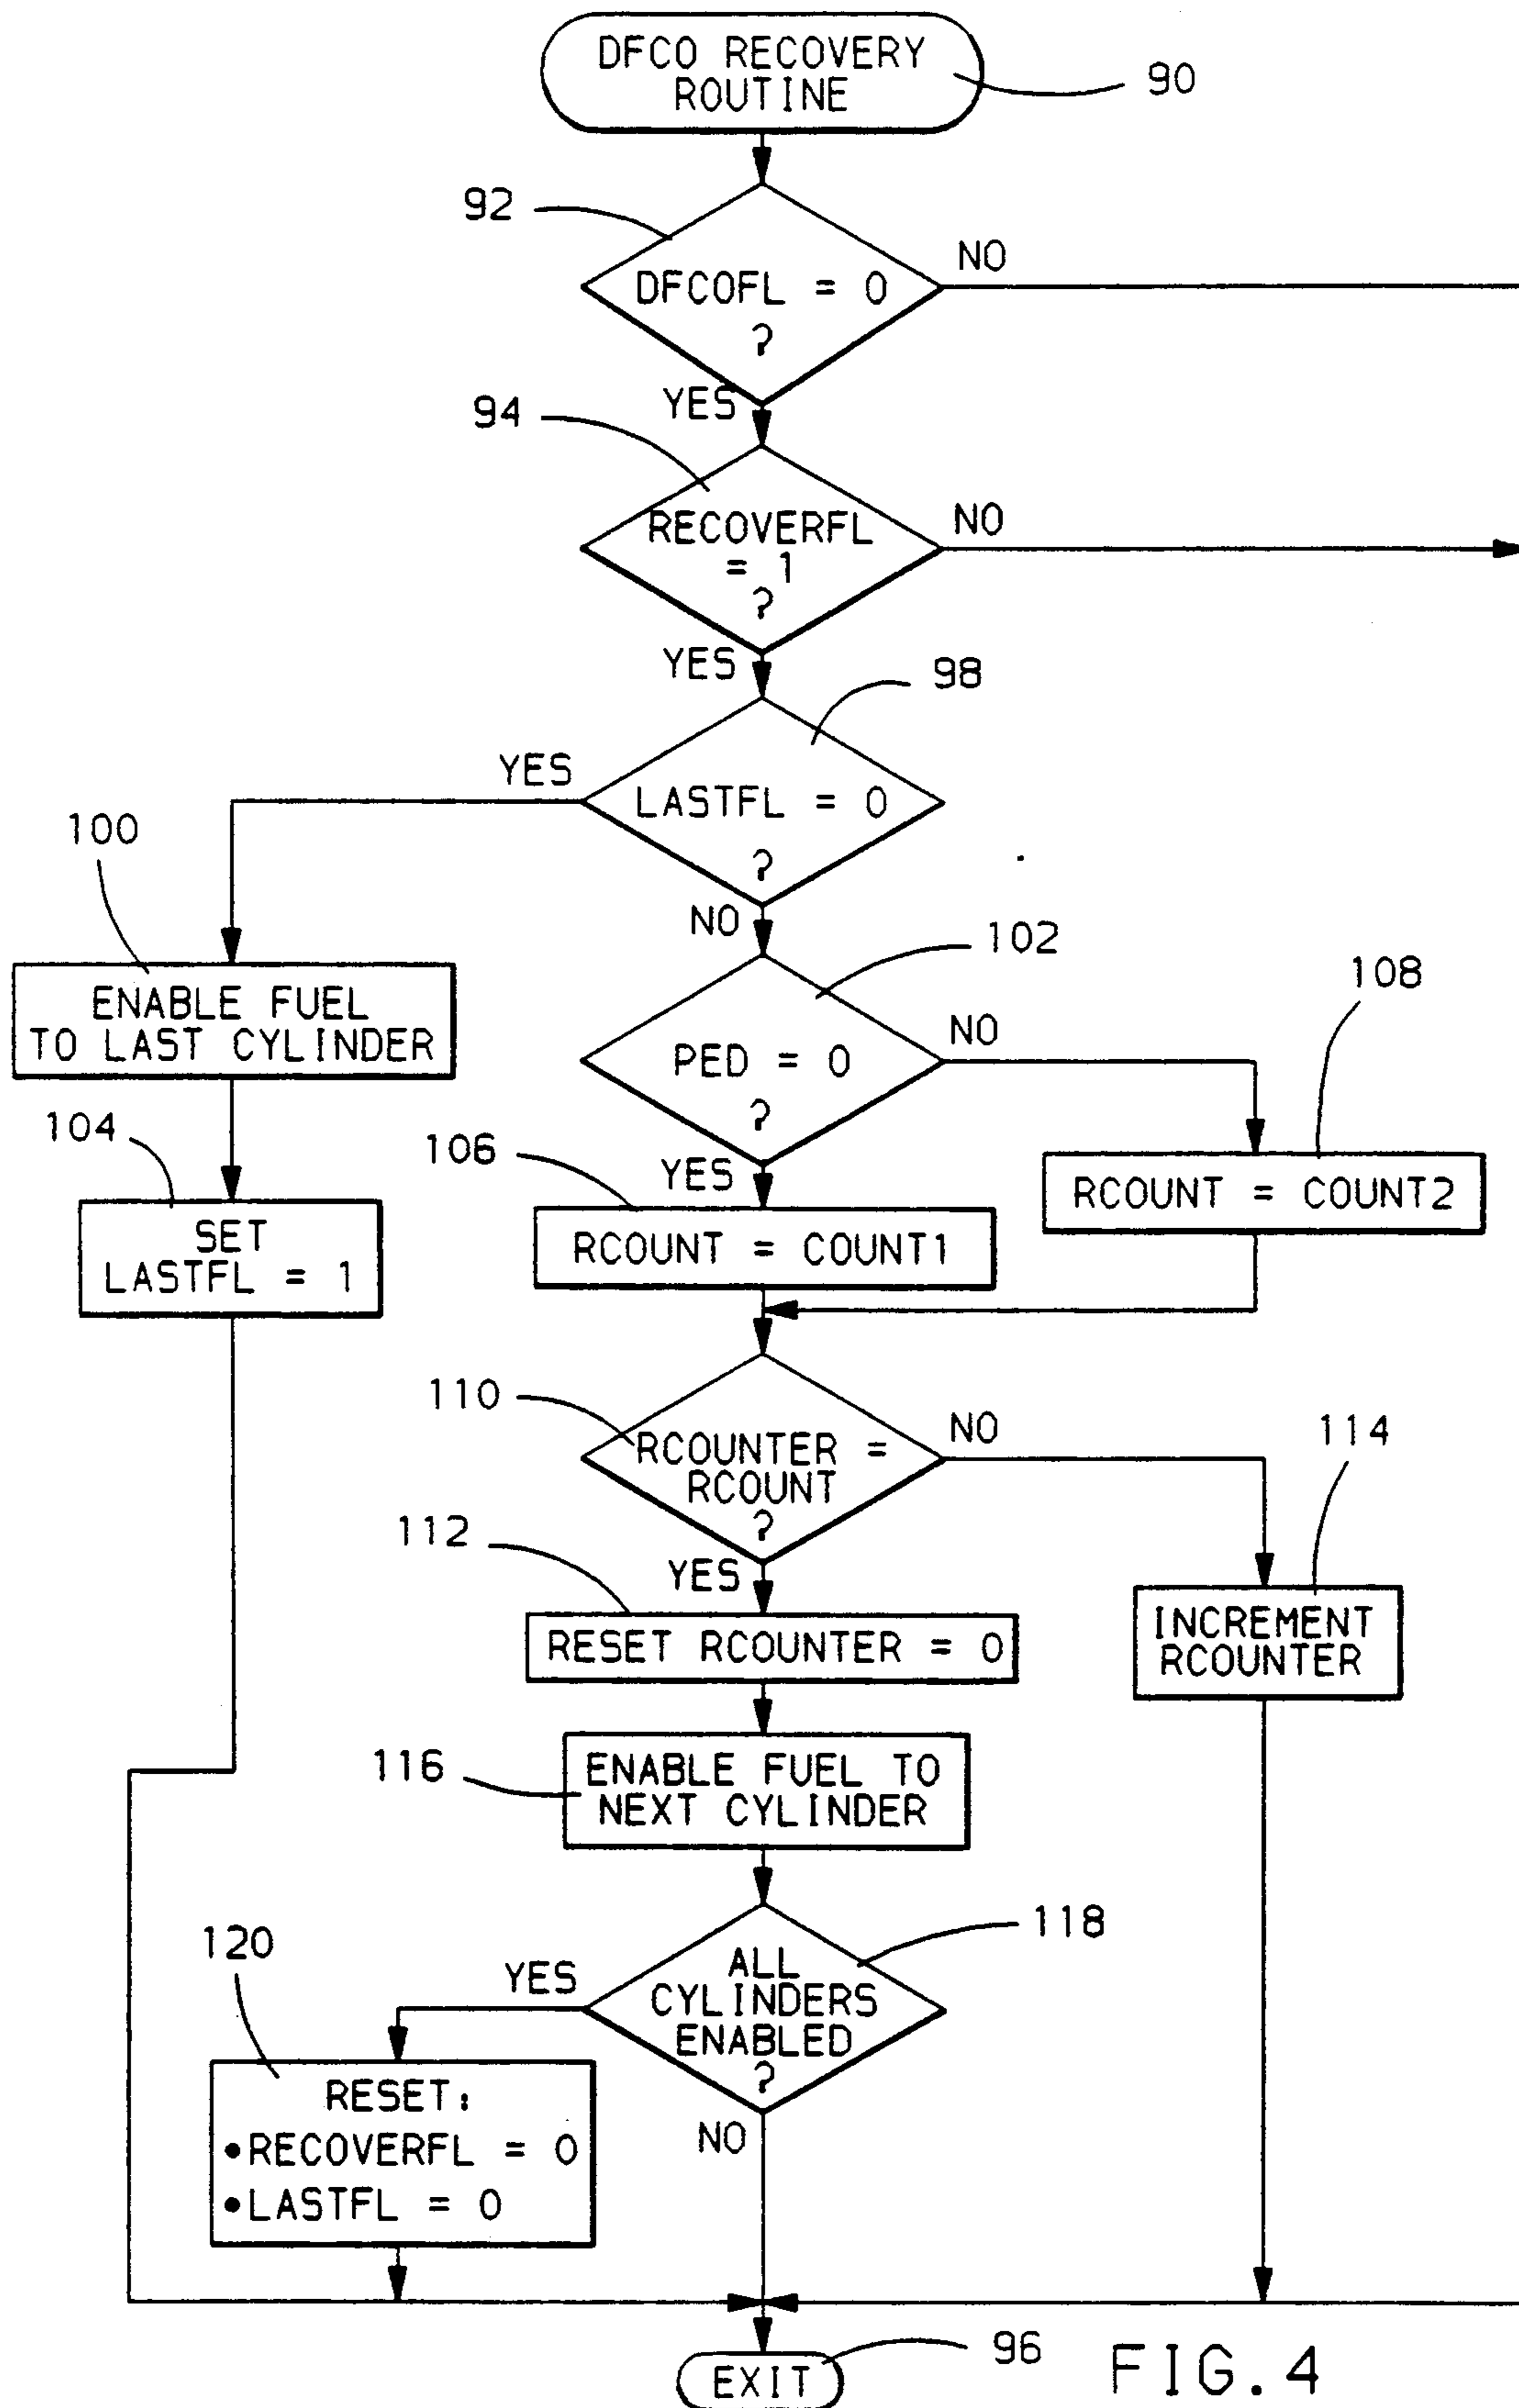 DFCO RECOVERY
ROUTINE
90
92
NO
DFCOFL = 0
?
YES
94
RECOVERFL
= 1
?
NO
YES
98
YES
LASTFL = 0
?
100
NO
102
108
ENABLE FUEL
TO LAST CYLINDER
NO
PED = 0
?
104
106
YES
RCOUNT = COUNT2
SET
LASTFL = 1
RCOUNT = COUNT1
110
NO
114
RCOUNTER =
RCOUNT
?
112
YES
RESET RCOUNTER = 0
INCREMENT
RCOUNTER
116
ENABLE FUEL TO
NEXT CYLINDER
118
120
YES
ALL
CYLINDERS
ENABLED
?
RESET:
•RECOVERFL = 0
•LASTFL = 0
NO
96
EXIT
FIG. 4